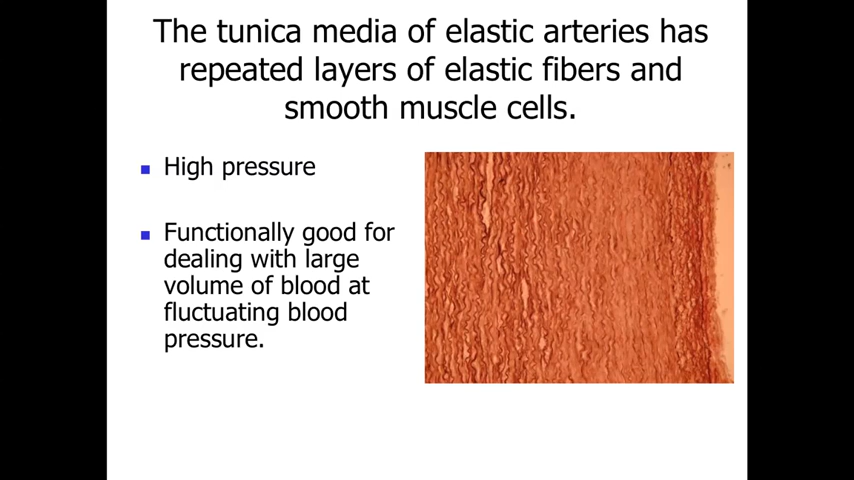 The tunica media of elastic arteries has
repeated layers of elastic fibers and
smooth muscle cells.
High pressure
Functionally good for
dealing with large
volume of blood at
fluctuating blood
pressure.